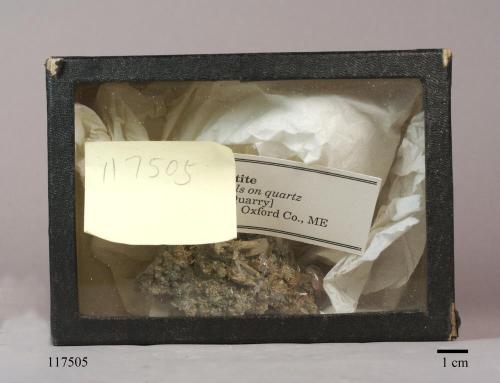 117505
tite
ls on quartz
Quarry]
Oxford Co., ME
117505
1 cm